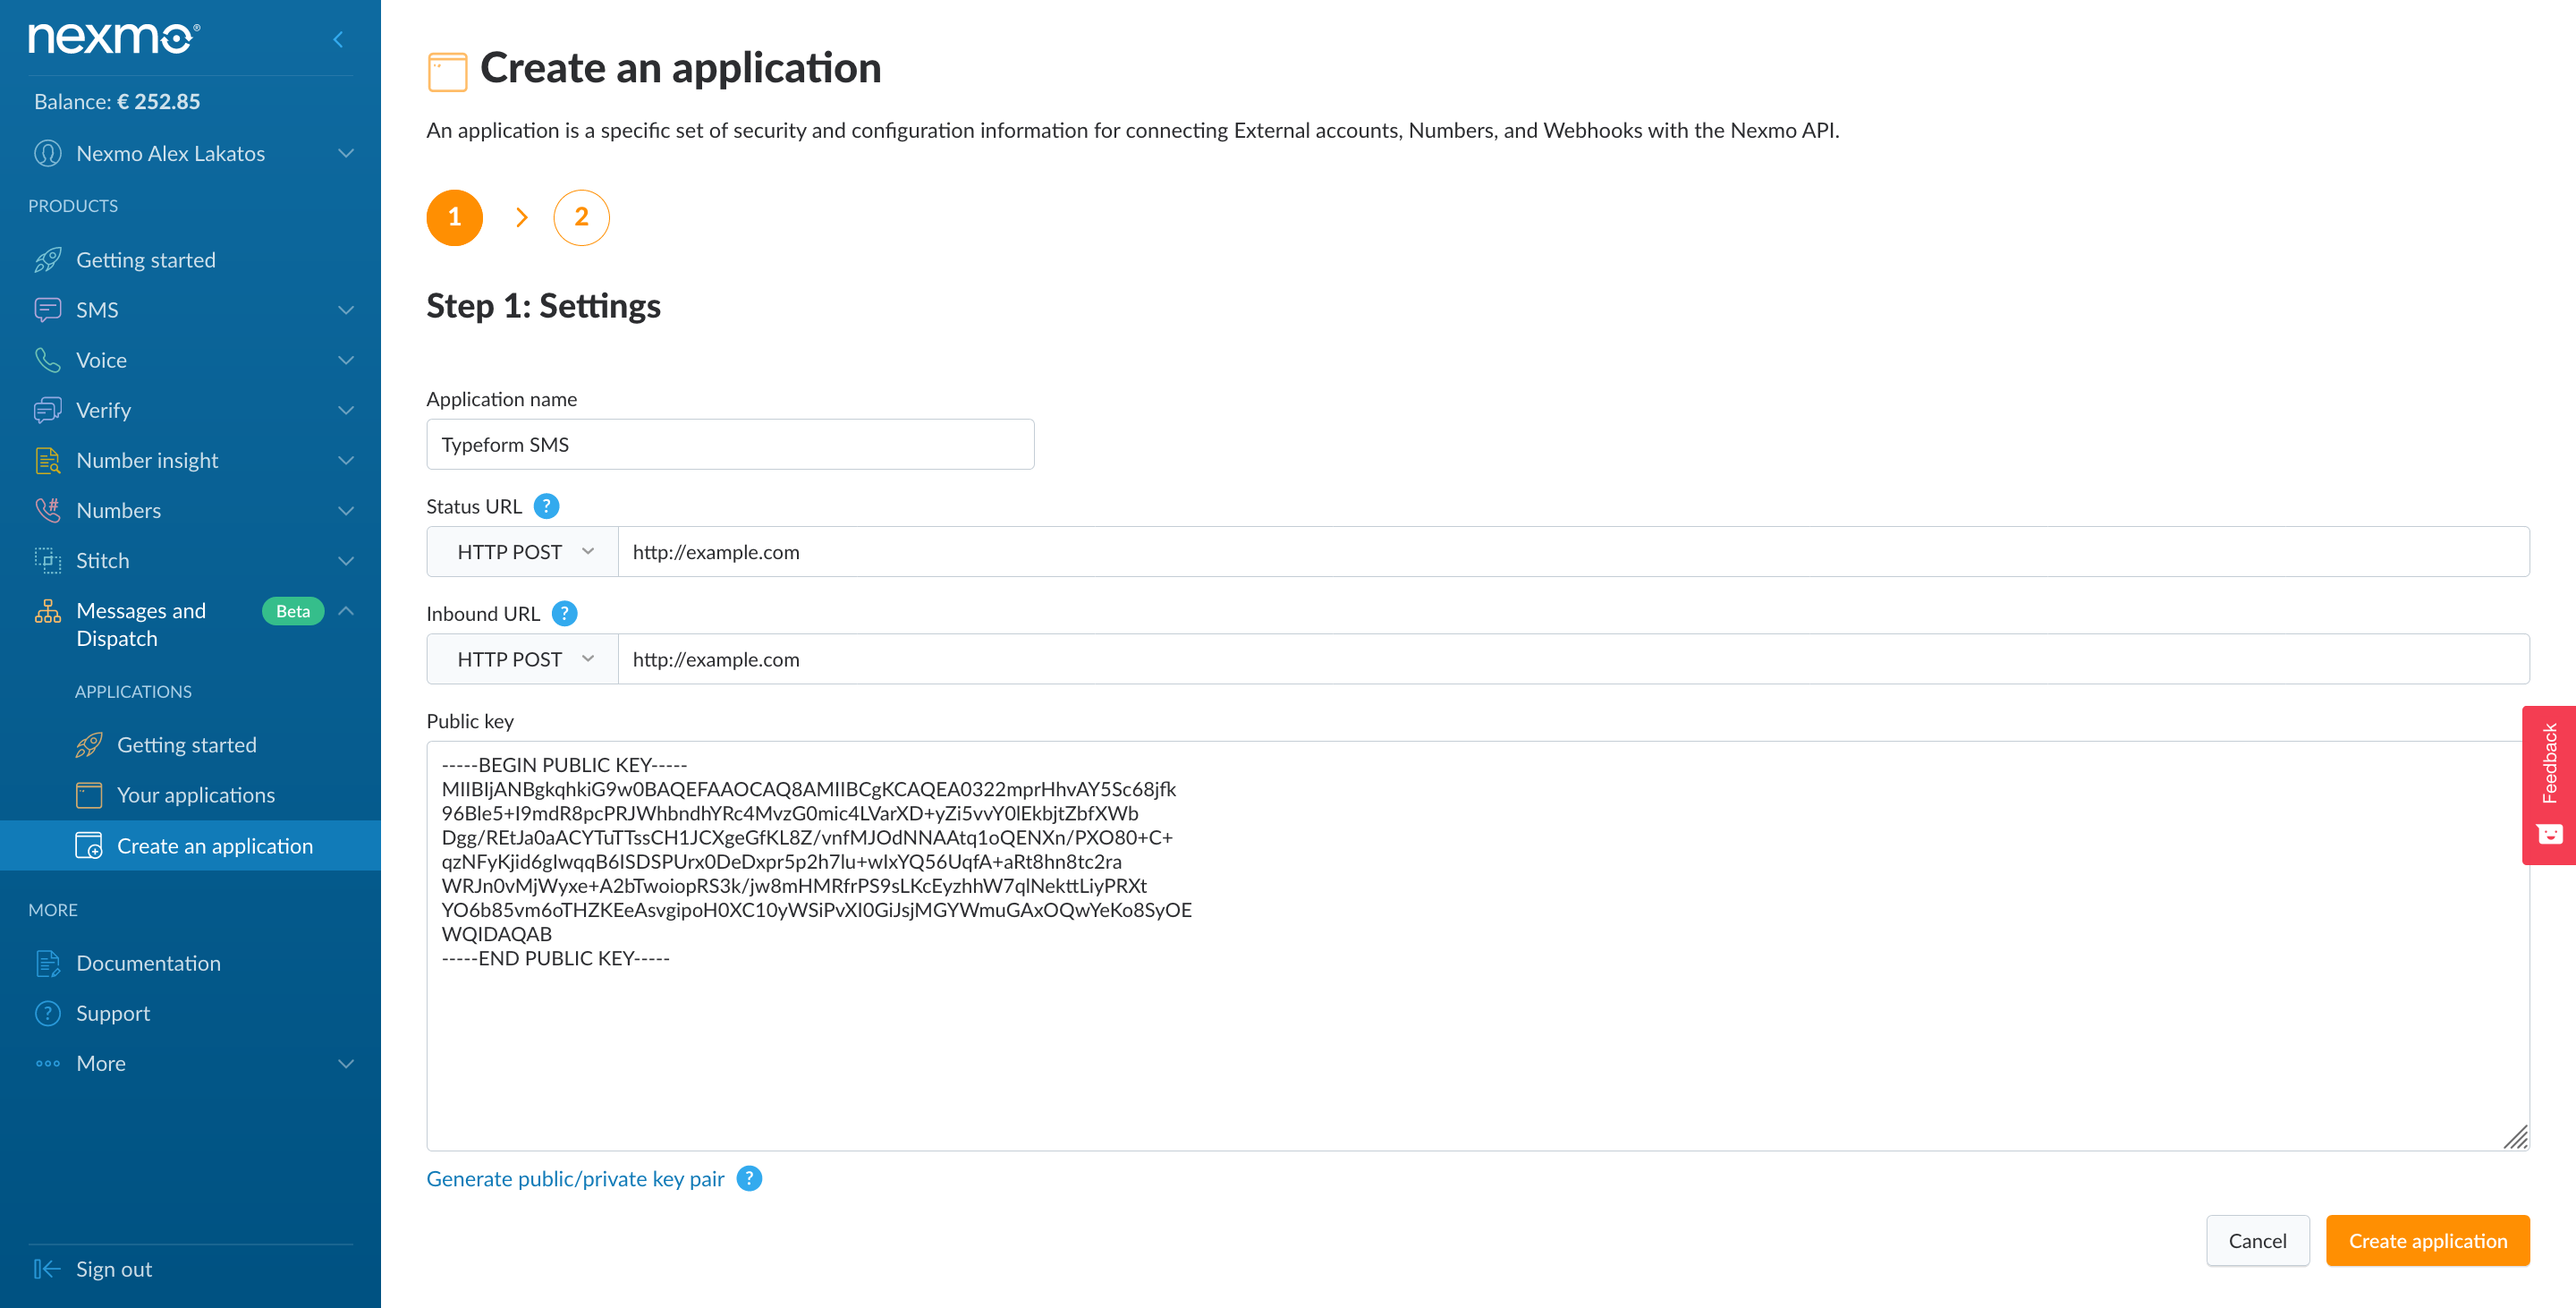 nexmo®
Balance: € 252.85
Nexmo Alex Lakatos
PRODUCTS
Getting started
SMS
Voice
Verify
Number insight
Numbers
Stitch
Messages and Dispatch Beta
APPLICATIONS
Getting started
Your applications
Create an application
MORE
Documentation
Support
More
Sign out
Create an application
An application is a specific set of security and configuration information for connecting External accounts, Numbers, and Webhooks with the Nexmo API.
1 > 2
Step 1: Settings
Application name
Typeform SMS
Status URL ?
HTTP POST http://example.com
Inbound URL ?
HTTP POST http://example.com
Public key
-----BEGIN PUBLIC KEY-----
MIIBIjANBgkqhkiG9w0BAQEFAAOCAQ8AMIIBCgKCAQEA0322mprHhvAY5Sc68jfk
96Ble5+I9mdR8pcPRJWhbndhYRc4MvzG0mic4LVarXD+yZi5vvY0lEkbjtZbfXWb
Dgg/REtJa0aACYTuTTssCH1JCXgeGfKL8Z/vnfMJOdNNAAtq1oQENXn/PXO80+C+
qzNFyKjid6gIwqqB6ISDSPUrx0DeDxpr5p2h7lu+wIxYQ56UqfA+aRt8hn8tc2ra
WRJn0vMjWyxe+A2bTwoiopRS3k/jw8mHMRfrPS9sLKcEyzhhW7qlNekttLiyPRXt
YO6b85vm6oTHZKEeAsvgipoH0XC10yWSiPvXI0GiJsjMGYWmuGAxOQwYeKo8SyOE
WQIDAQAB
-----END PUBLIC KEY-----
Generate public/private key pair ?
Cancel
Create application
Feedback